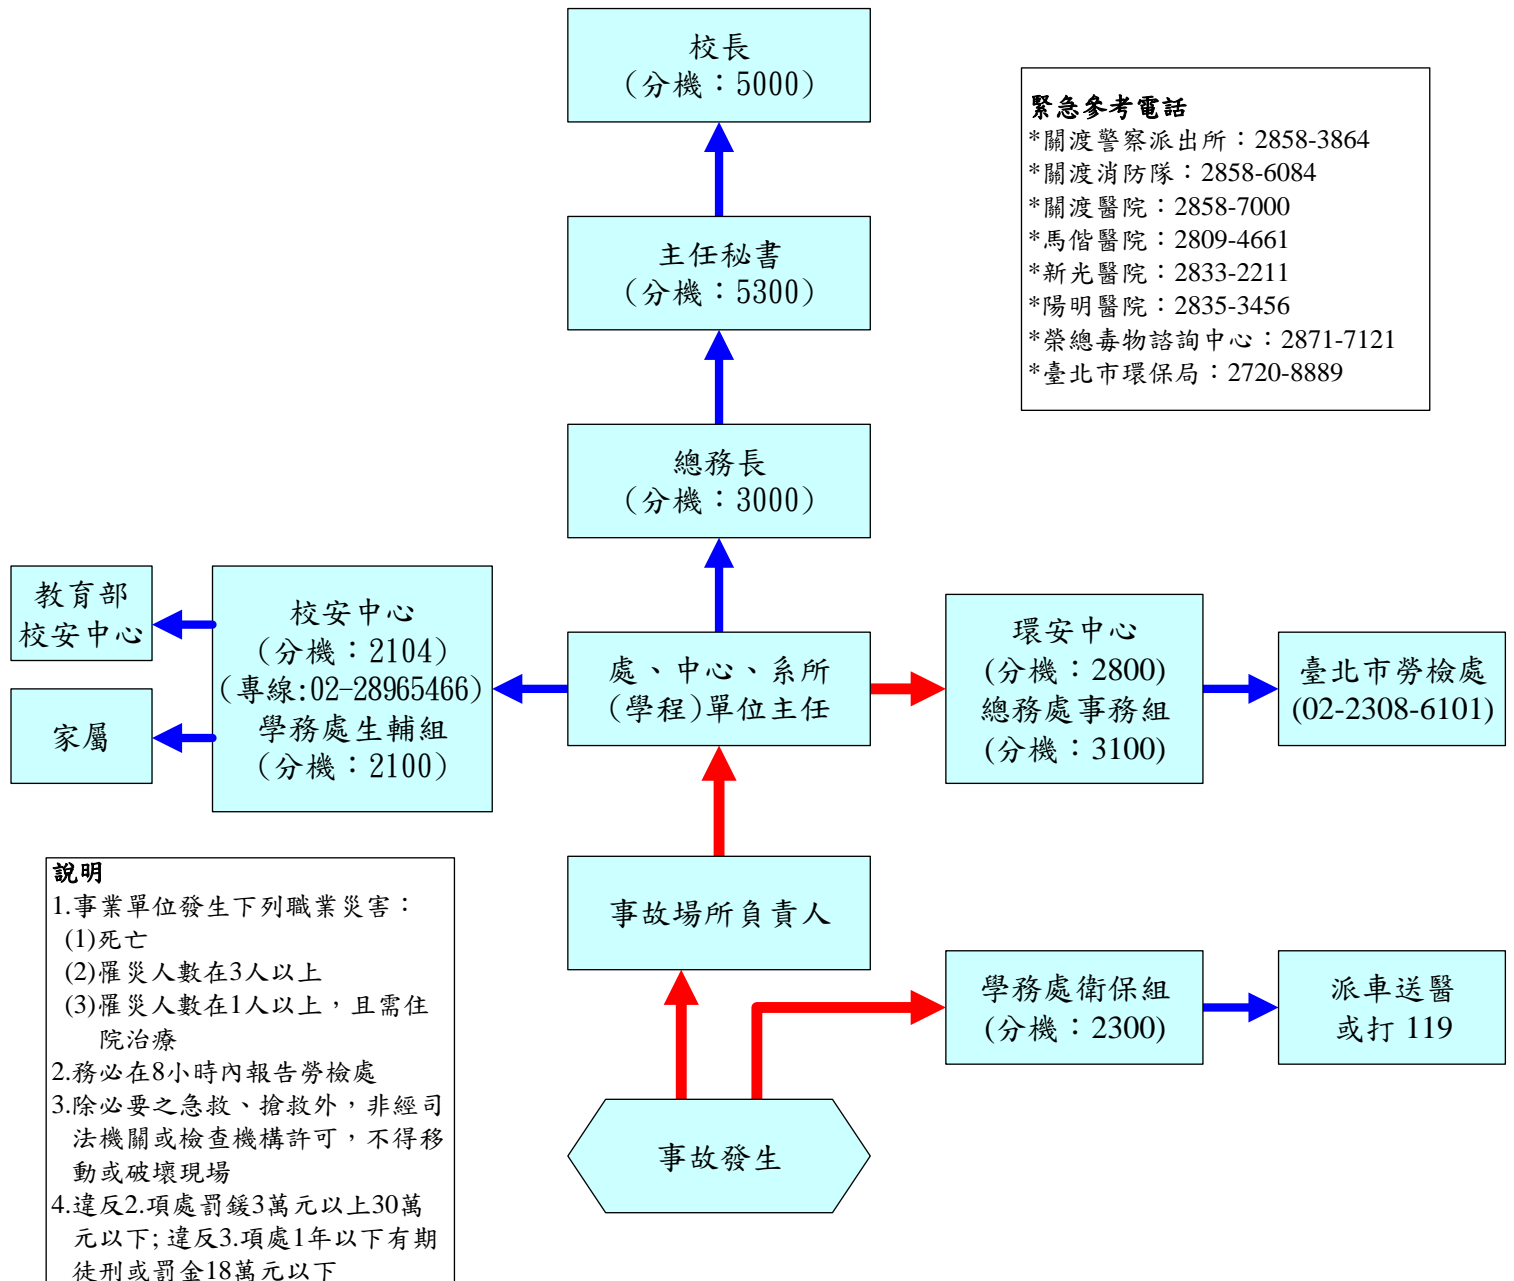 校長
(分機：5000)
緊急參考電話
*關渡警察派出所：2858-3864
*關渡消防隊：2858-6084
*關渡醫院：2858-7000
*馬偕醫院：2809-4661
*新光醫院：2833-2211
*陽明醫院：2835-3456
*榮總毒物諮詢中心：2871-7121
*臺北市環保局：2720-8889
主任秘書
(分機：5300)
總務長
(分機：3000)
教育部
校安中心
家屬
校安中心
(分機：2104)
(專線:02-28965466)
學務處生輔組
(分機：2100)
處、中心、系所
(學程)單位主任
環安中心
(分機：2800)
總務處事務組
(分機：3100)
臺北市勞檢處
(02-2308-6101)
說明
1.事業單位發生下列職業災害：
(1)死亡
(2)罹災人數在3人以上
(3)罹災人數在1人以上，且需住
院治療
2.務必在8小時內報告勞檢處
3.除必要之急救、搶救外，非經司
法機關或檢查機構許可，不得移
動或破壞現場
4.違反2.項處罰鍰3萬元以上30萬
元以下; 違反3.項處1年以下有期
徒刑或罰金18萬元以下
事故場所負責人
學務處衛保組
(分機：2300)
派車送醫
或打 119
事故發生